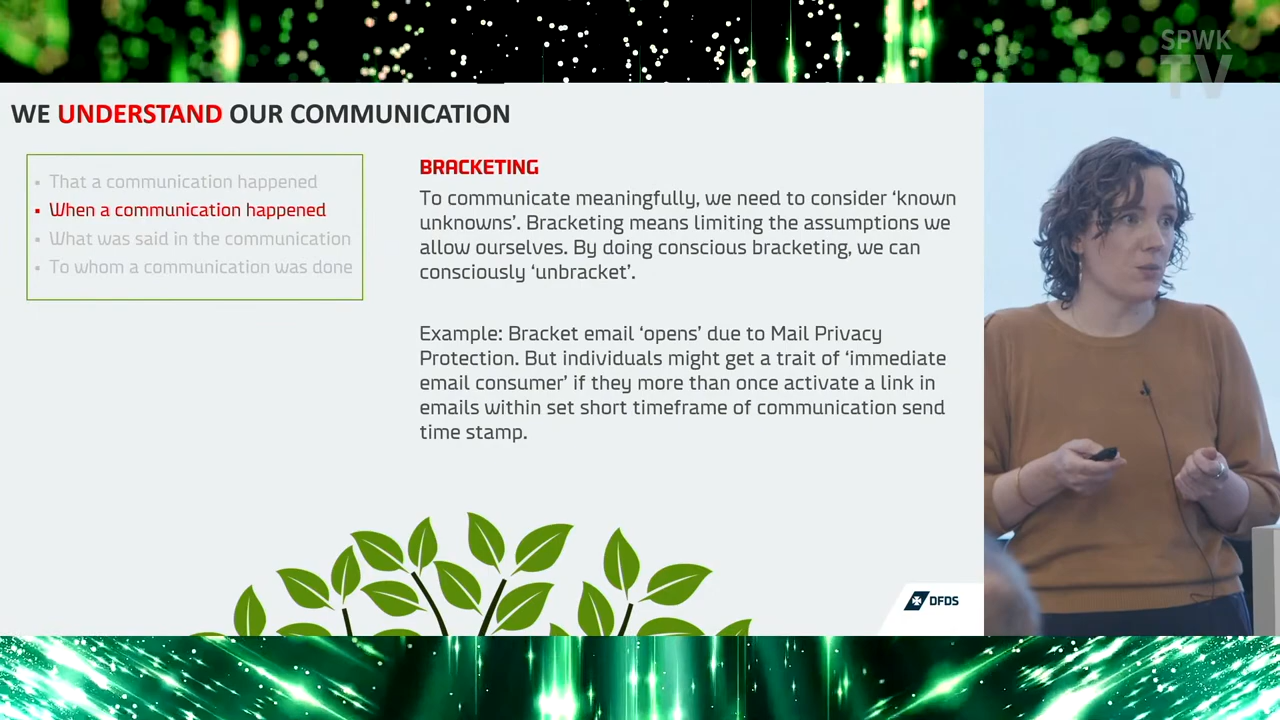 SPWK
TV
WE UNDERSTAND OUR COMMUNICATION
▪ That a communication happened
▪ When a communication happened
▪ What was said in the communication
▪ To whom a communication was done
BRACKETING
To communicate meaningfully, we need to consider ‘known
unknowns’. Bracketing means limiting the assumptions we
allow ourselves. By doing conscious bracketing, we can
consciously ‘unbracket’.
Example: Bracket email ‘opens’ due to Mail Privacy
Protection. But individuals might get a trait of ‘immediate
email consumer’ if they more than once activate a link in
emails within set short timeframe of communication send
time stamp.
DFDS